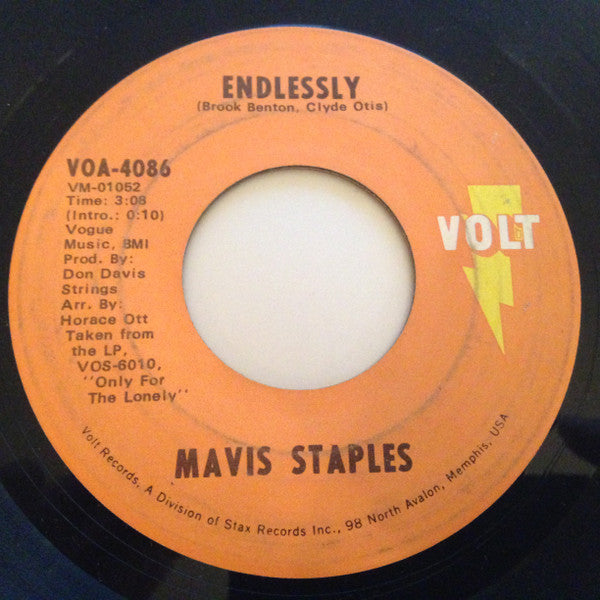 ENDLESSLY
(Brook Benton, Clyde Otis)
VOA-4086
VM-01052
Time: 3:08
(Intro.: 0:10)
Vogue
Music, BMI
Prod. By:
Don Davis
Strings
Arr. By:
Horace Ott
Taken from
the LP,
VOS-6010,
"Only For
The Lonely"
VOLT
MAVIS STAPLES
Volt Records, A Division of Stax Records Inc., 98 North Avalon, Memphis, USA